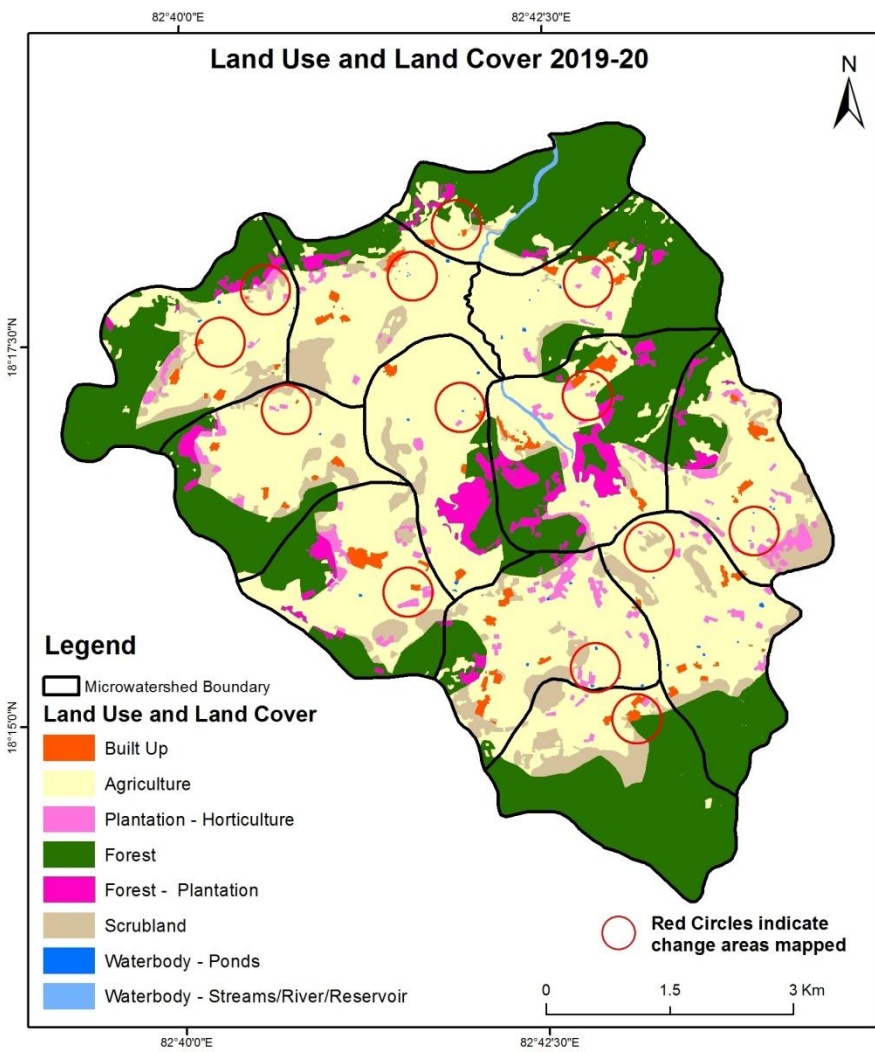 82°40'0"E
82°42'30"E
Land Use and Land Cover 2019-20
N
18°17'30"N
18°15'0"N
Legend
Microwatershed Boundary
Land Use and Land Cover
Built Up
Agriculture
Plantation - Horticulture
Forest
Forest - Plantation
Scrubland
Waterbody - Ponds
Waterbody - Streams/River/Reservoir
Red Circles indicate
change areas mapped
0 1.5 3 Km
82°40'0"E
82°42'30"E